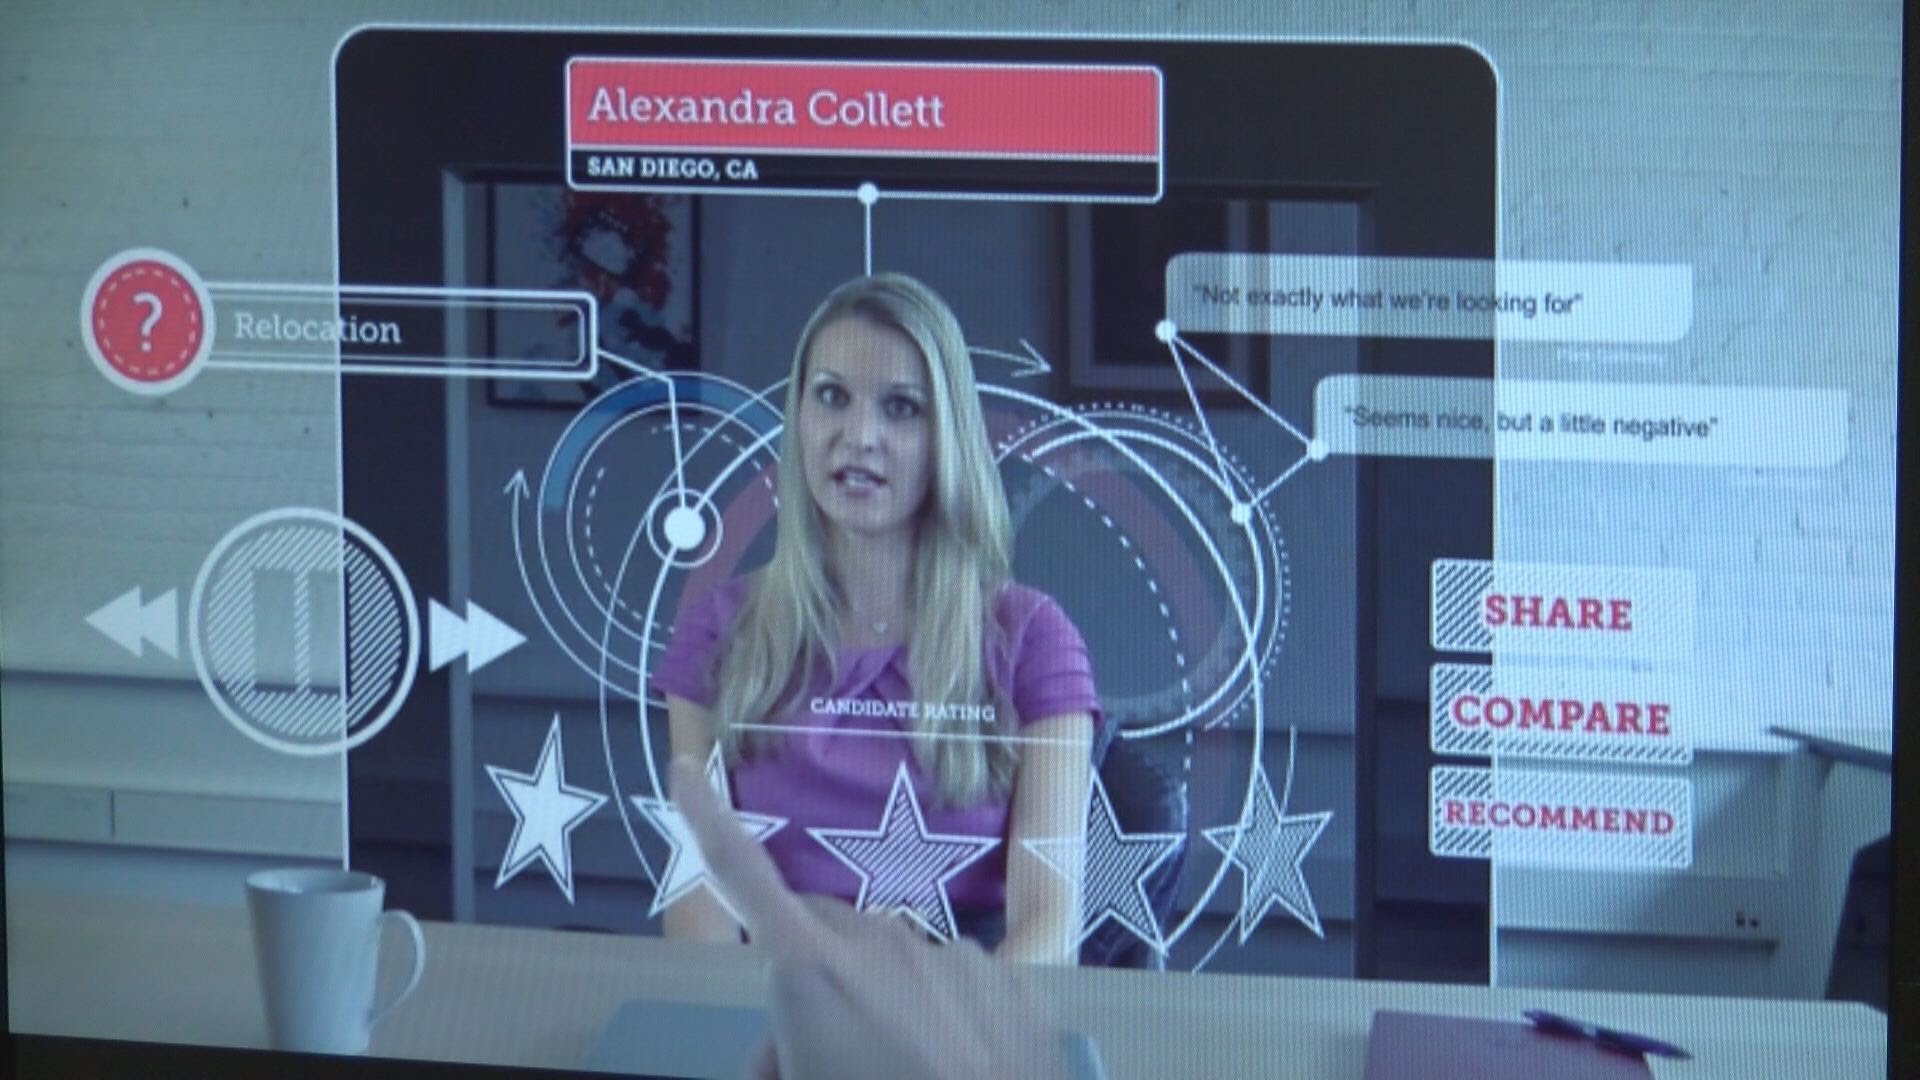 Alexandra Collett
SAN DIEGO, CA
?
Relocation
"Not exactly what we're looking for"
"Seems nice, but a little negative"
SHARE
COMPARE
RECOMMEND
CANDIDATE RATING